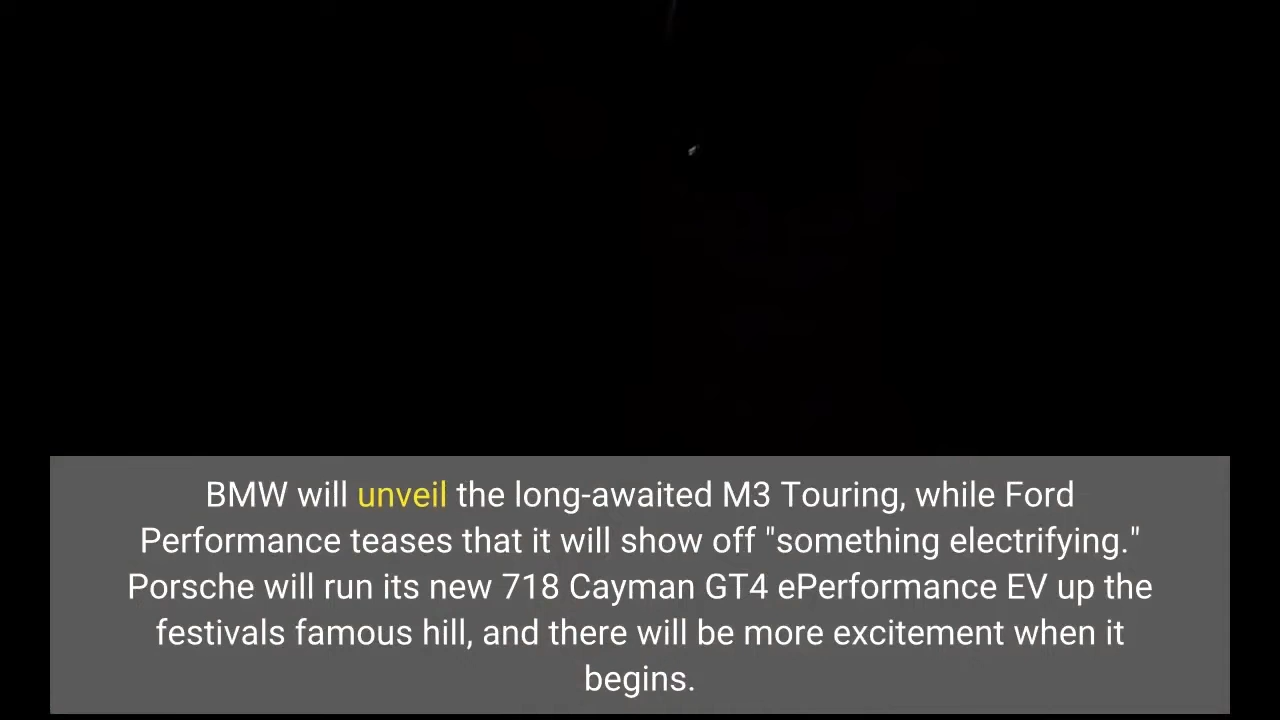 BMW will unveil the long-awaited M3 Touring, while Ford
Performance teases that it will show off "something electrifying."
Porsche will run its new 718 Cayman GT4 ePerformance EV up the
festivals famous hill, and there will be more excitement when it
begins.